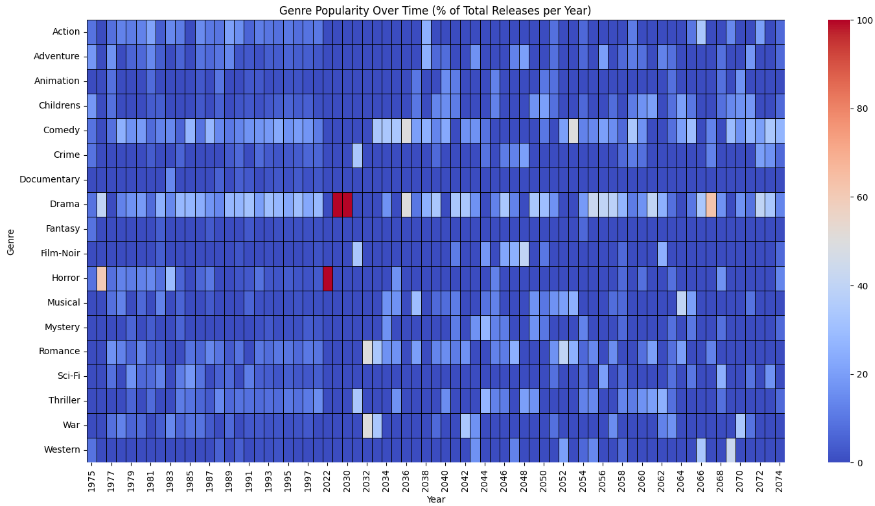 Genre Popularity Over Time (% of Total Releases per Year)
Genre
Action
Adventure
Animation
Childrens
Comedy
Crime
Documentary
Drama
Fantasy
Film-Noir
Horror
Musical
Mystery
Romance
Sci-Fi
Thriller
War
Western
1975 1977 1979 1981 1983 1985 1987 1989 1991 1993 1995 1997 2022 2030 2032 2034 2036 2038 2040 2042 2044 2046 2048 2050 2052 2054 2056 2058 2060 2062 2064 2066 2068 2070 2072 2074
Year
100
80
60
40
20
0